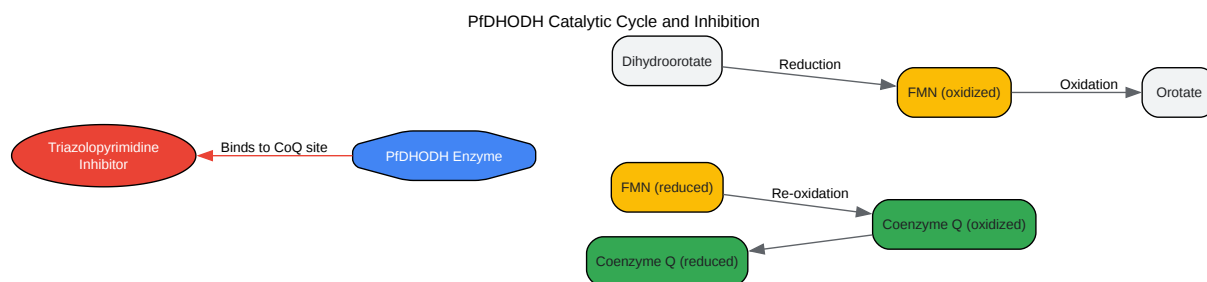 PfDHODH Catalytic Cycle and Inhibition
Dihydroorotate
Reduction
FMN (oxidized)
Oxidation
Orotate
Triazolopyrimidine
Inhibitor
Binds to CoQ site
PfDHODH Enzyme
FMN (reduced)
Re-oxidation
Coenzyme Q (oxidized)
Coenzyme Q (reduced)